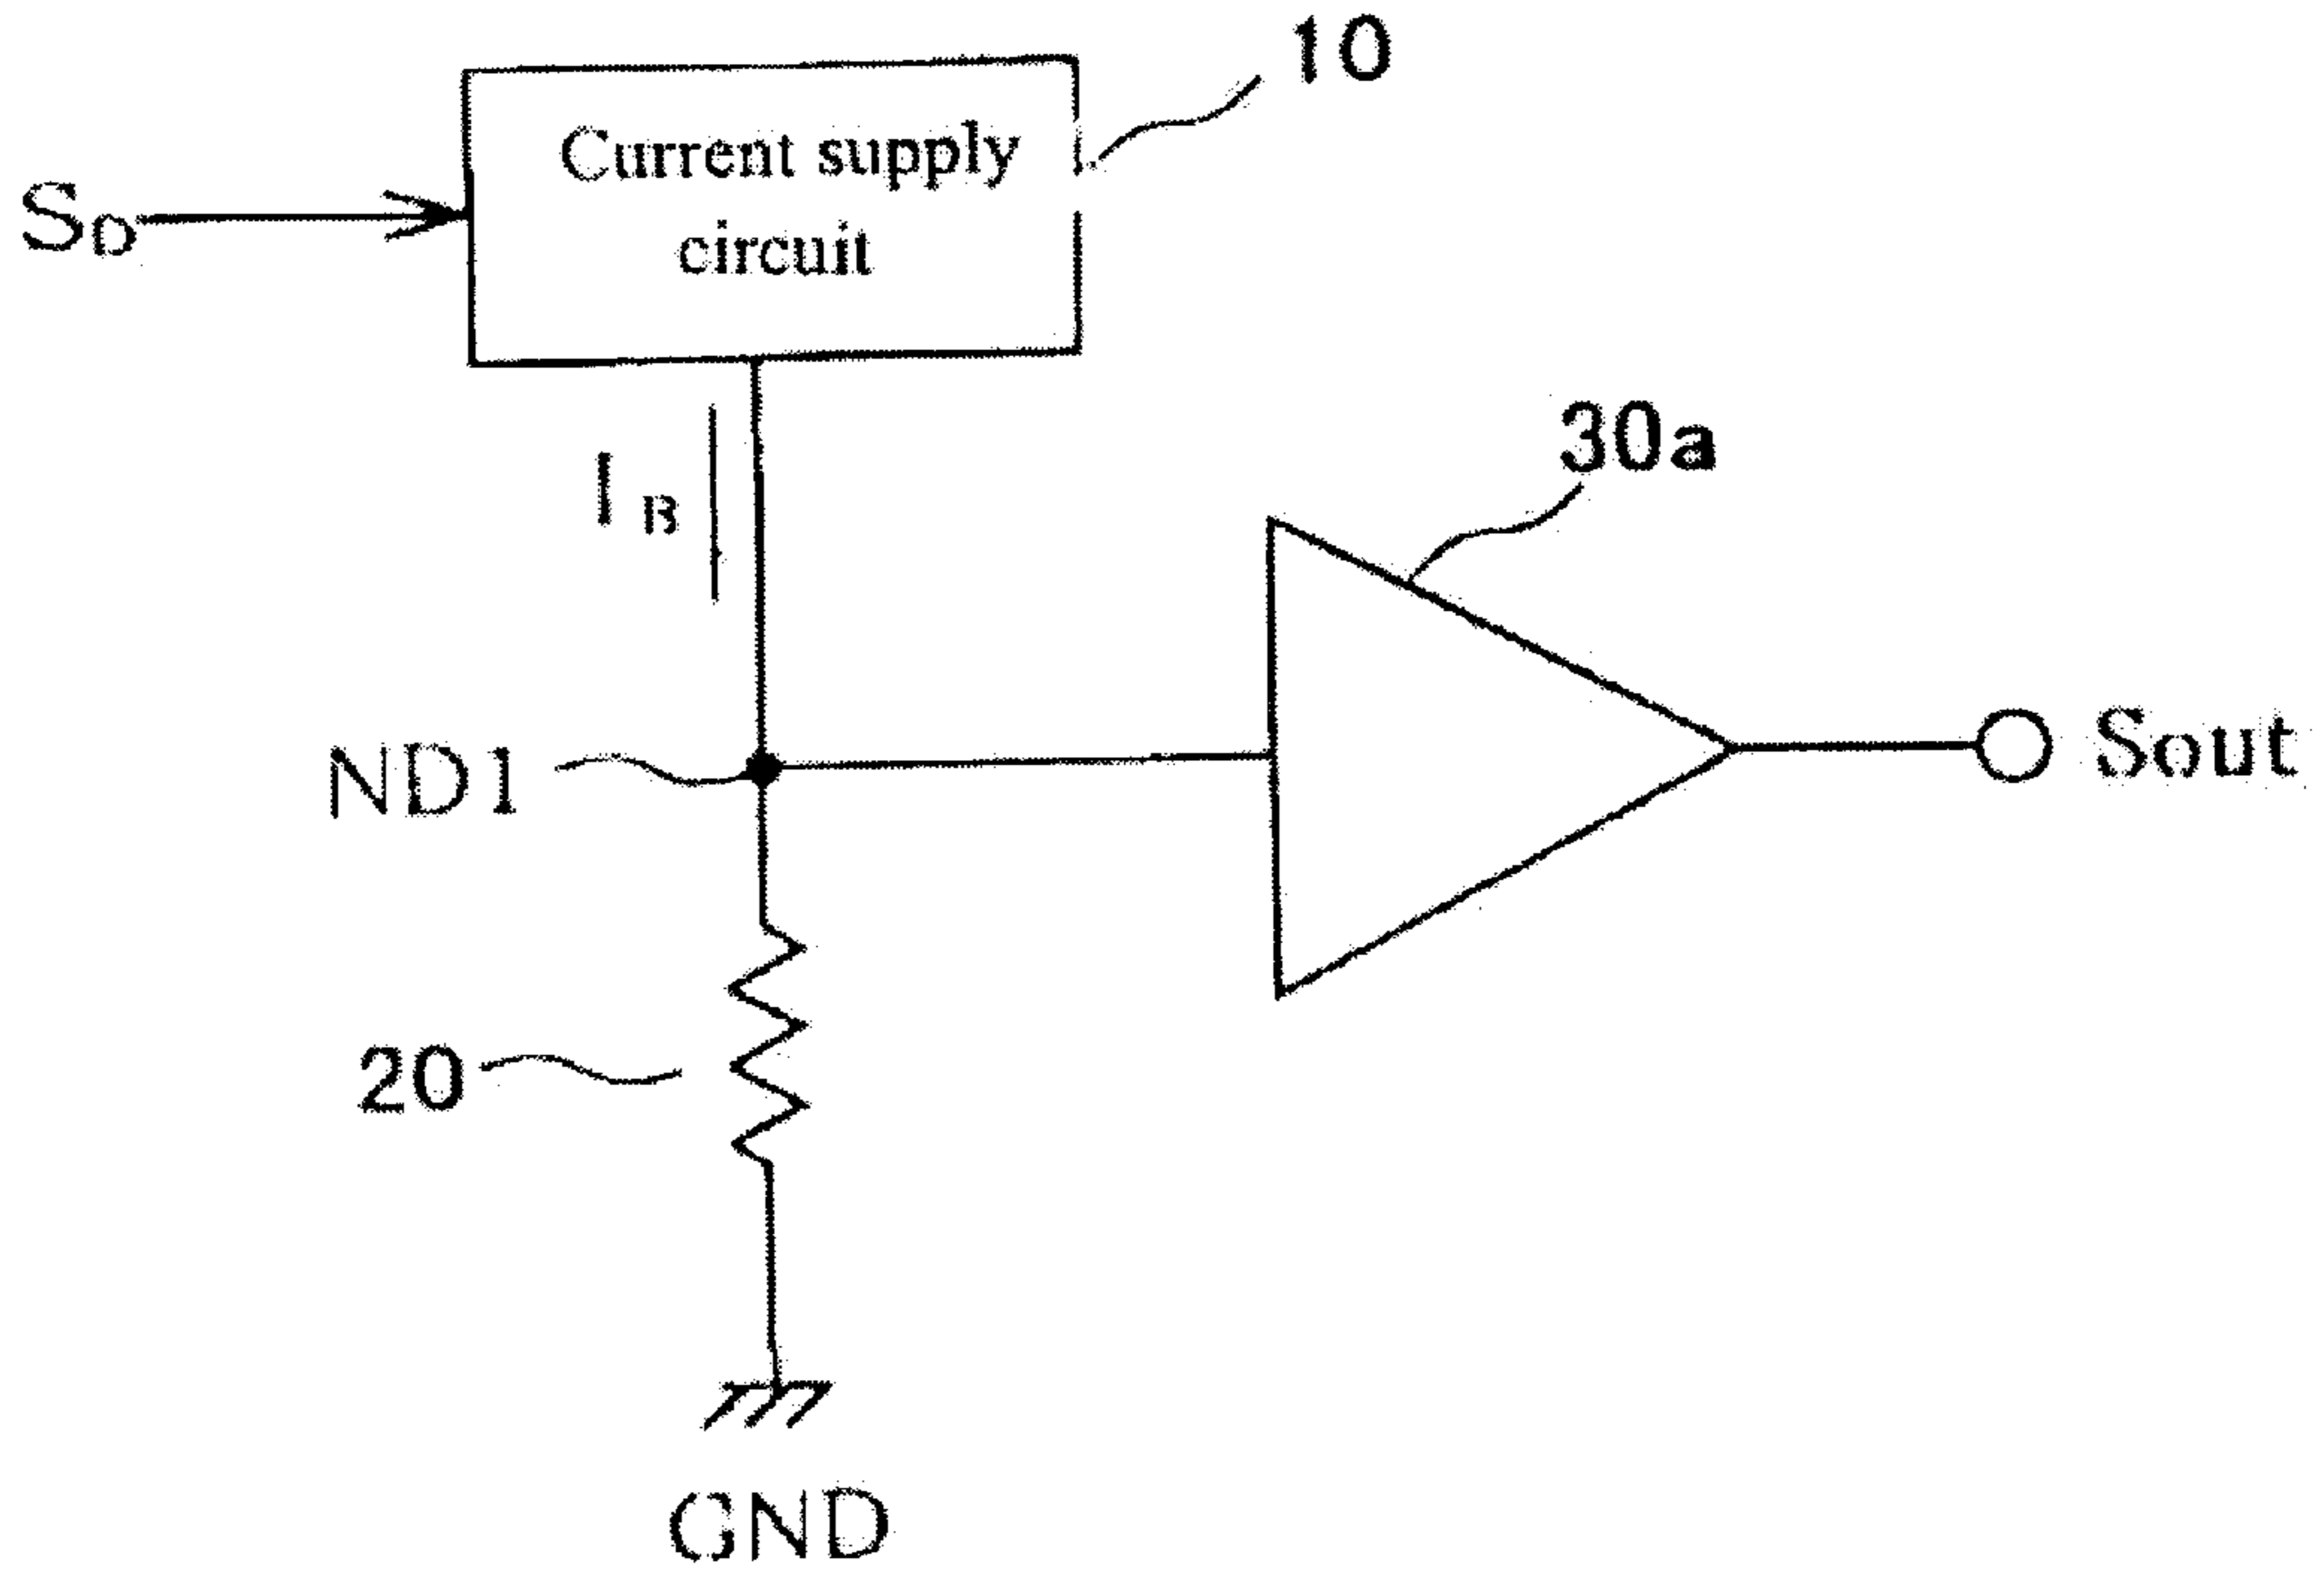 10
Current supply
circuit
SD
IB
30a
ND1
Sout
20
GND